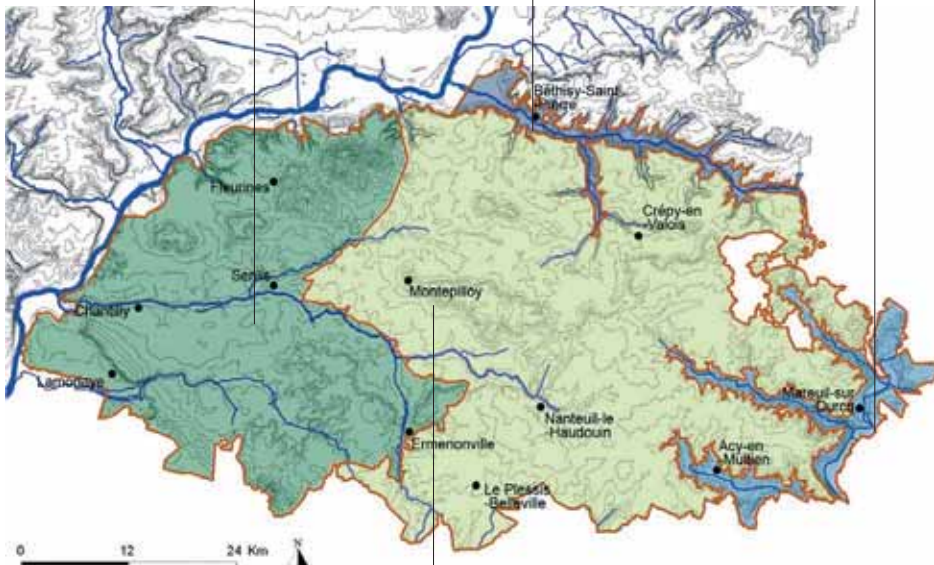 Béthisy-Saint
-Pierre
Fleurines
Crépy-en
-Valois
Senlis
Montepilloy
Chantilly
Lamorlaye
Mareuil-sur
-Ourcq
Nanteuil-le
-Haudouin
Ermenonville
Acy-en
-Multien
Le Plessis
-Belleville
0 12 24 Km
N